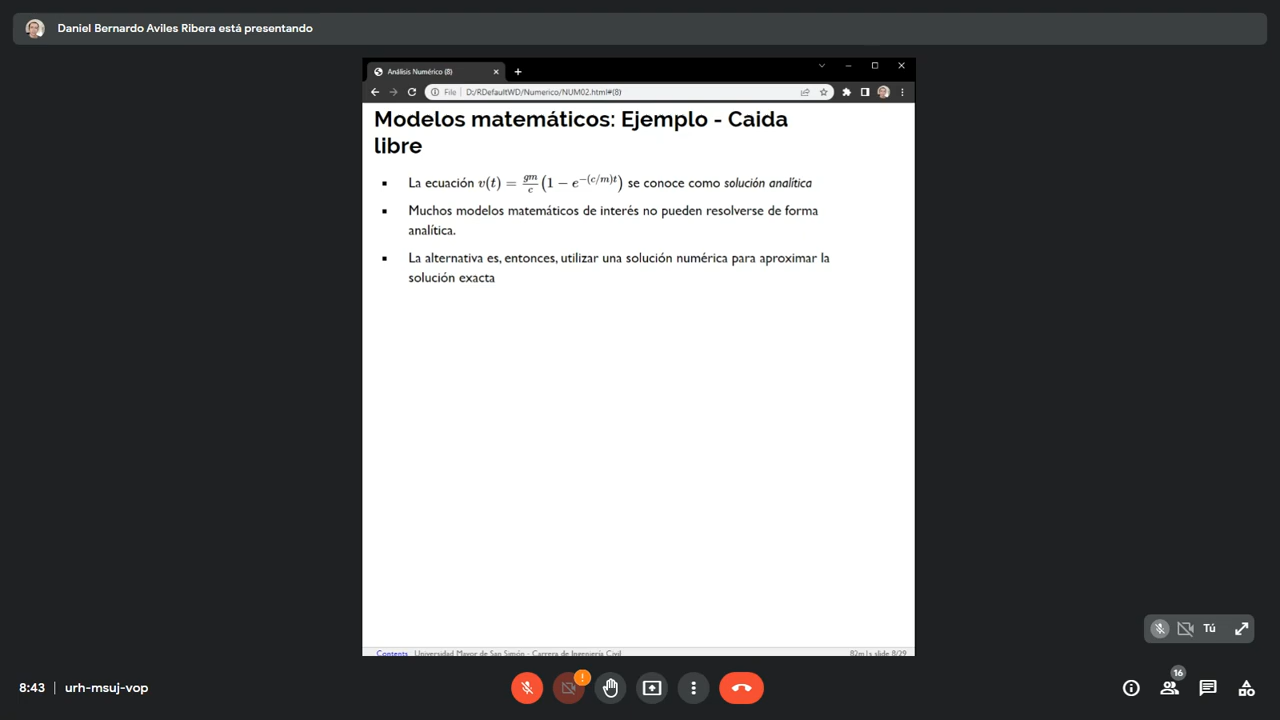 Daniel Bernardo Aviles Ribera está presentando
Análisis Numérico (8)
File D:/RDefaultWD/Numerico/NUM02.html#(8)
Modelos matemáticos: Ejemplo - Caida
libre
▪ La ecuación v(t) = gm/c (1 − e^−(c/m)t) se conoce como solución analítica
▪ Muchos modelos matemáticos de interés no pueden resolverse de forma
analítica.
▪ La alternativa es, entonces, utilizar una solución numérica para aproximar la
solución exacta
Contents Universidad Mayor de San Simón - Carrera de Ingeniería Civil 82m1s slide 8/29
Tú
8:43 urh-msuj-vop
16